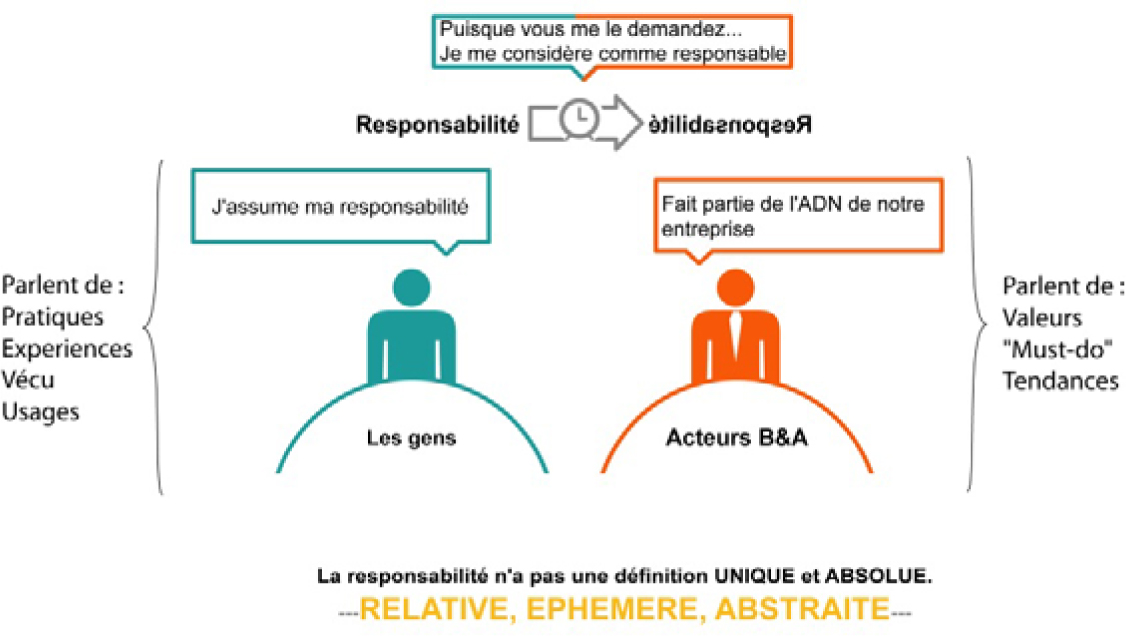 Puisque vous me le demandez...
Je me considère comme responsable
Responsabilité
Responsabilité
J'assume ma responsabilité
Fait partie de l'ADN de notre
entreprise
Parlent de :
Pratiques
Experiences
Vécu
Usages
Parlent de :
Valeurs
"Must-do"
Tendances
Les gens
Acteurs B&A
La responsabilité n'a pas une définition UNIQUE et ABSOLUE.
---RELATIVE, EPHEMERE, ABSTRAITE---